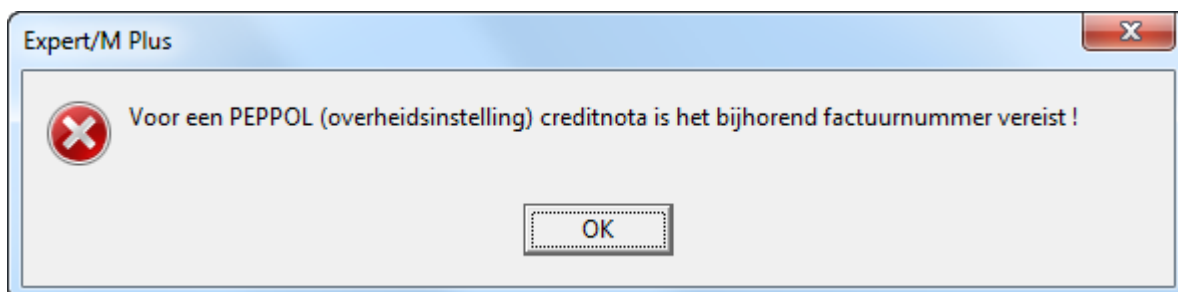 Expert/M Plus
Voor een PEPPOL (overheidsinstelling) creditnota is het bijhorend factuurnummer vereist !
OK